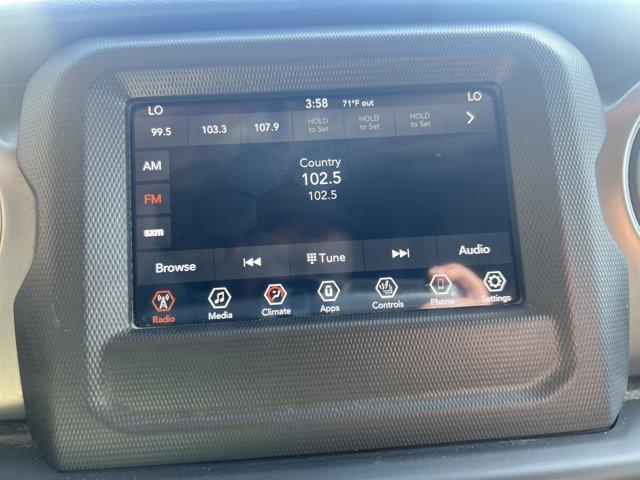 LO 3:58 71°F out LO
99.5 103.3 107.9 HOLD to Set HOLD to Set HOLD to Set
AM
Country
102.5
FM
102.5
sxm
Browse Tune Audio
Radio Media Climate Apps Controls Phone Settings